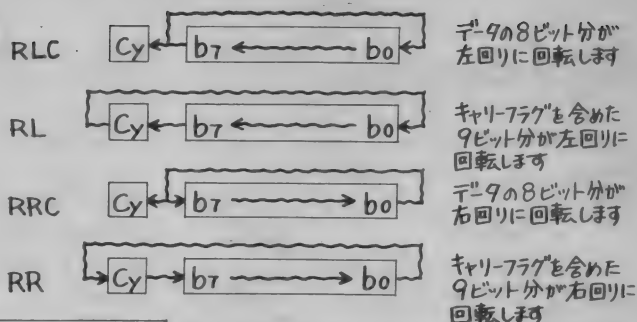 RLC Cy b7 b0 データの8ビット分が
左回りに回転します
RL Cy b7 b0 キャリーフラグを含めた
9ビット分が左回りに
回転します
RRC Cy b7 b0 データの8ビット分が
右回りに回転します
RR Cy b7 b0 キャリーフラグを含めた
9ビット分が右回りに
回転します